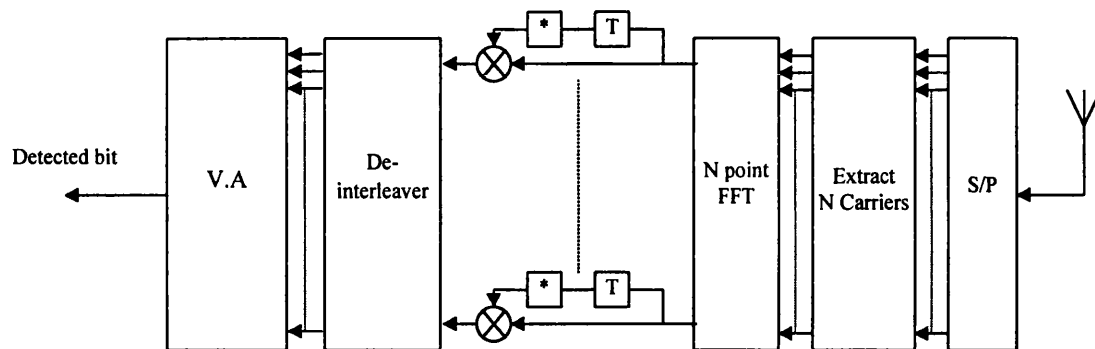 * T
Detected bit
V.A
De-
interleaver
N point
FFT
Extract
N Carriers
S/P
* T